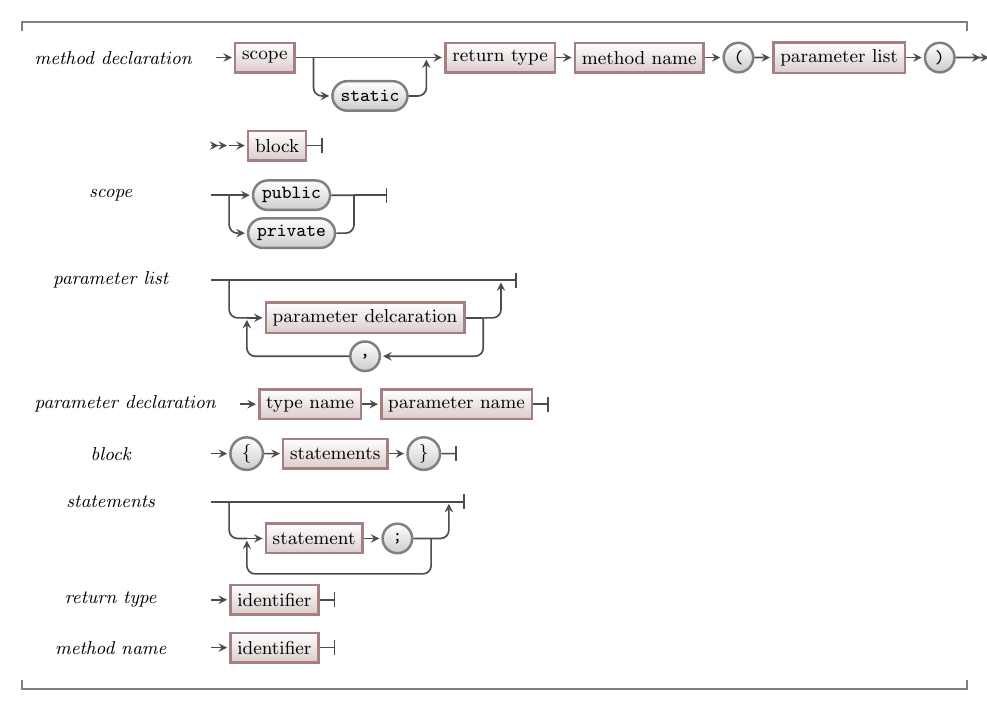 method declaration scope return type method name ( parameter list )
static
block
scope public
private
parameter list
parameter delcaration
,
parameter declaration type name parameter name
block { statements }
statements
statement ;
return type identifier
method name identifier